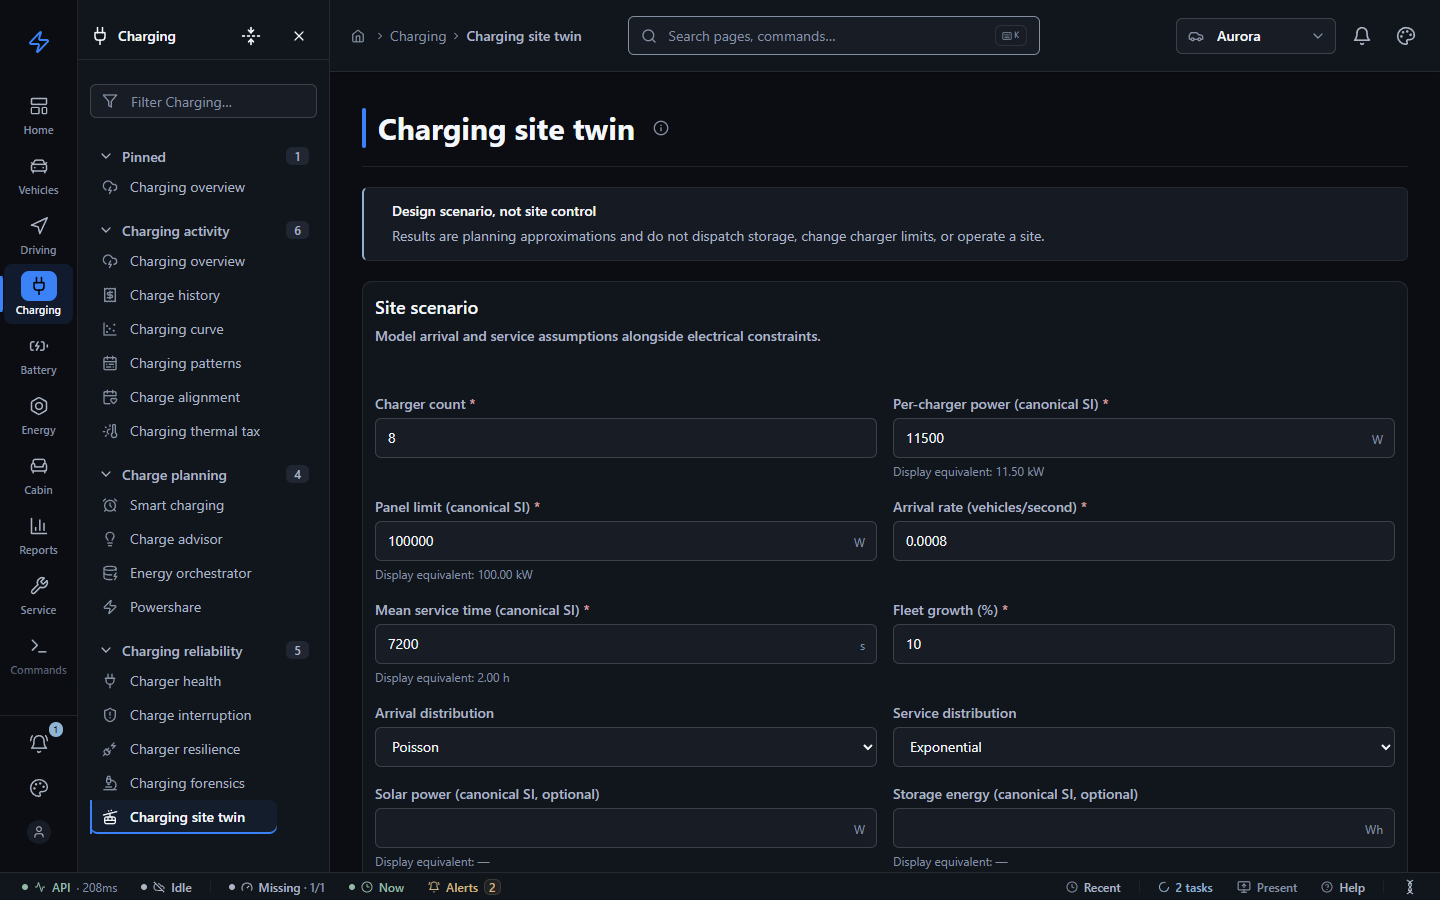 Charging
Charging
Charging site twin
Search pages, commands...
K
Aurora
Home
Vehicles
Driving
Charging
Battery
Energy
Cabin
Reports
Service
Commands
1
Filter Charging...
Pinned
1
Charging overview
Charging activity
6
Charging overview
Charge history
Charging curve
Charging patterns
Charge alignment
Charging thermal tax
Charge planning
4
Smart charging
Charge advisor
Energy orchestrator
Powershare
Charging reliability
5
Charger health
Charge interruption
Charger resilience
Charging forensics
Charging site twin
Charging site twin
Design scenario, not site control
Results are planning approximations and do not dispatch storage, change charger limits, or operate a site.
Site scenario
Model arrival and service assumptions alongside electrical constraints.
Charger count *
8
Per-charger power (canonical SI) *
11500
W
Display equivalent: 11.50 kW
Panel limit (canonical SI) *
100000
W
Display equivalent: 100.00 kW
Arrival rate (vehicles/second) *
0.0008
Mean service time (canonical SI) *
7200
s
Display equivalent: 2.00 h
Fleet growth (%) *
10
Arrival distribution
Poisson
Service distribution
Exponential
Solar power (canonical SI, optional)
W
Display equivalent: —
Storage energy (canonical SI, optional)
Wh
Display equivalent: —
API · 208ms
Idle
Missing · 1/1
Now
Alerts 2
Recent
2 tasks
Present
Help